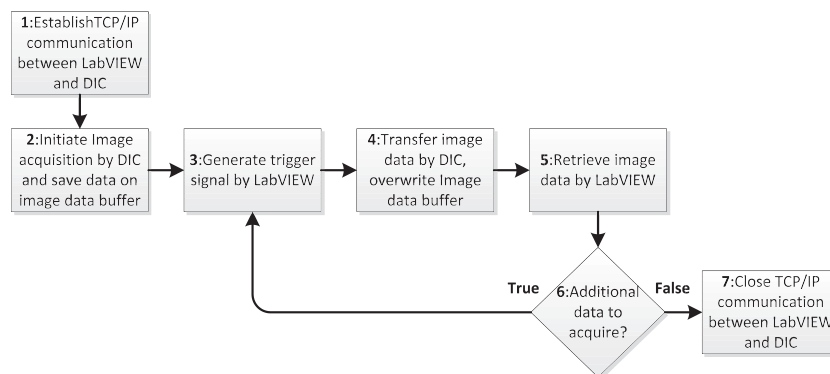 1:EstablishTCP/IP
communication
between LabVIEW
and DIC
2:Initiate Image
acquisition by DIC
and save data on
image data buffer
3:Generate trigger
signal by LabVIEW
4:Transfer image
data by DIC,
overwrite Image
data buffer
5:Retrieve image
data by LabVIEW
True
6:Additional
data to
acquire?
False
7:Close TCP/IP
communication
between LabVIEW
and DIC